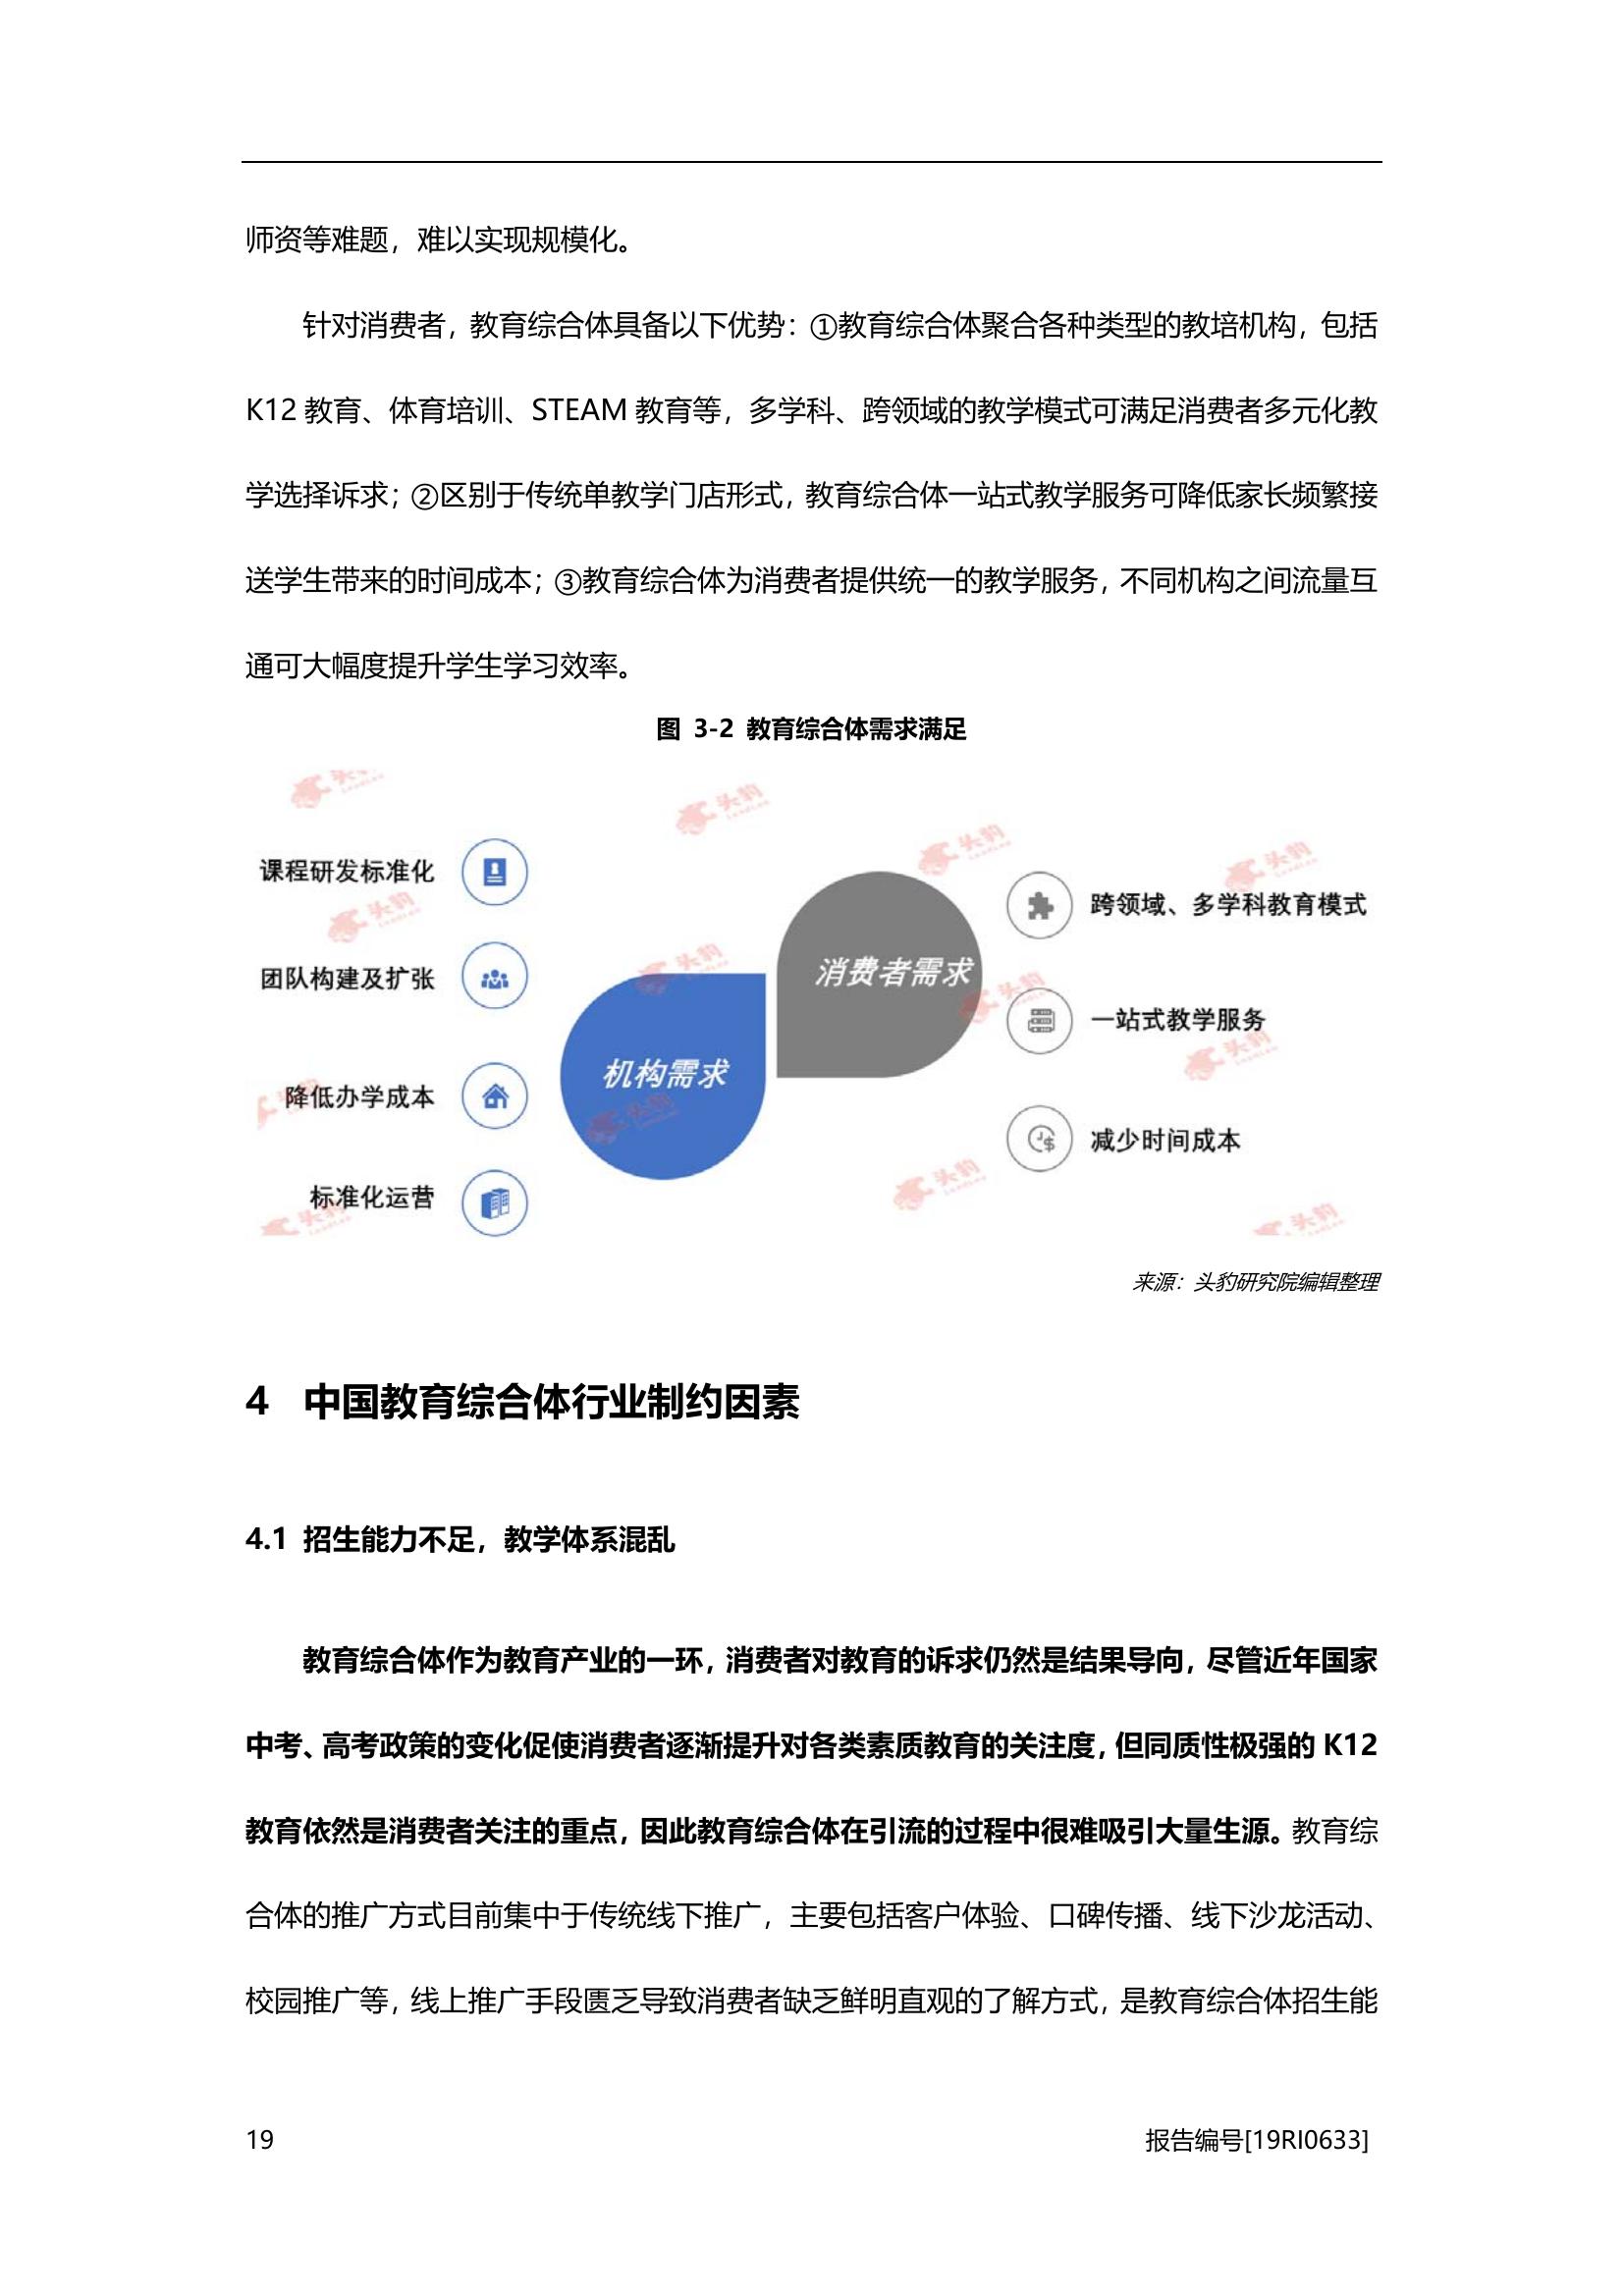 师资等难题，难以实现规模化。
针对消费者，教育综合体具备以下优势：①教育综合体聚合各种类型的教培机构，包括
K12 教育、体育培训、STEAM 教育等，多学科、跨领域的教学模式可满足消费者多元化教
学选择诉求；②区别于传统单教学门店形式，教育综合体一站式教学服务可降低家长频繁接
送学生带来的时间成本；③教育综合体为消费者提供统一的教学服务，不同机构之间流量互
通可大幅度提升学生学习效率。
图 3-2 教育综合体需求满足
课程研发标准化
团队构建及扩张
降低办学成本
标准化运营
机构需求
消费者需求
跨领域、多学科教育模式
一站式教学服务
减少时间成本
头豹
来源：头豹研究院编辑整理
4 中国教育综合体行业制约因素
4.1 招生能力不足，教学体系混乱
教育综合体作为教育产业的一环，消费者对教育的诉求仍然是结果导向，尽管近年国家
中考、高考政策的变化促使消费者逐渐提升对各类素质教育的关注度，但同质性极强的 K12
教育依然是消费者关注的重点，因此教育综合体在引流的过程中很难吸引大量生源。教育综
合体的推广方式目前集中于传统线下推广，主要包括客户体验、口碑传播、线下沙龙活动、
校园推广等，线上推广手段匮乏导致消费者缺乏鲜明直观的了解方式，是教育综合体招生能
19
报告编号[19RI0633]